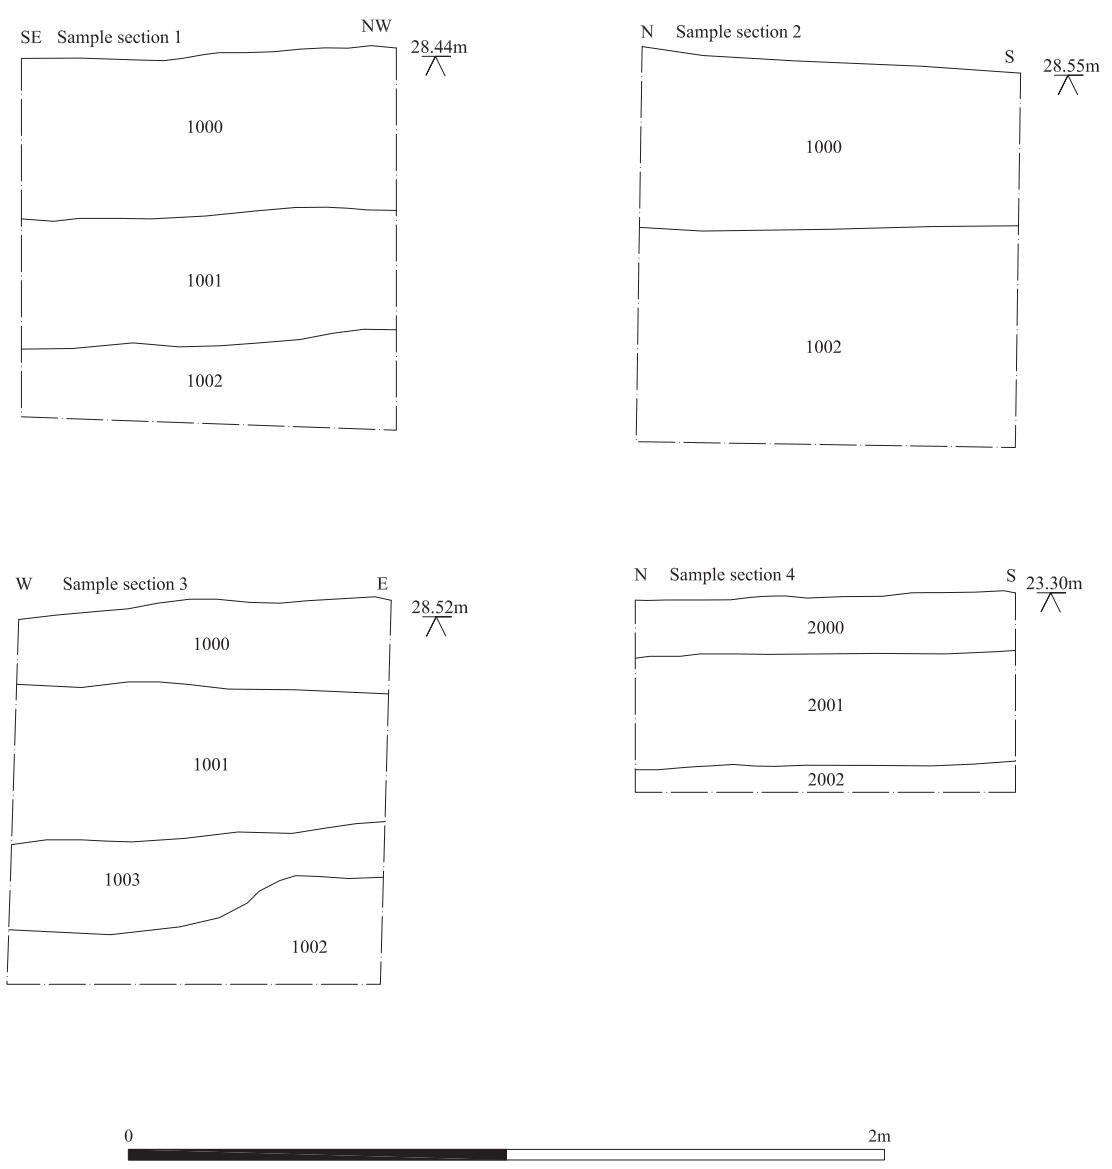 SE Sample section 1 NW
28.44m
1000
1001
1002
N Sample section 2 S
28.55m
1000
1002
W Sample section 3 E
28.52m
1000
1001
1003
1002
N Sample section 4 S
23.30m
2000
2001
2002
0 2m